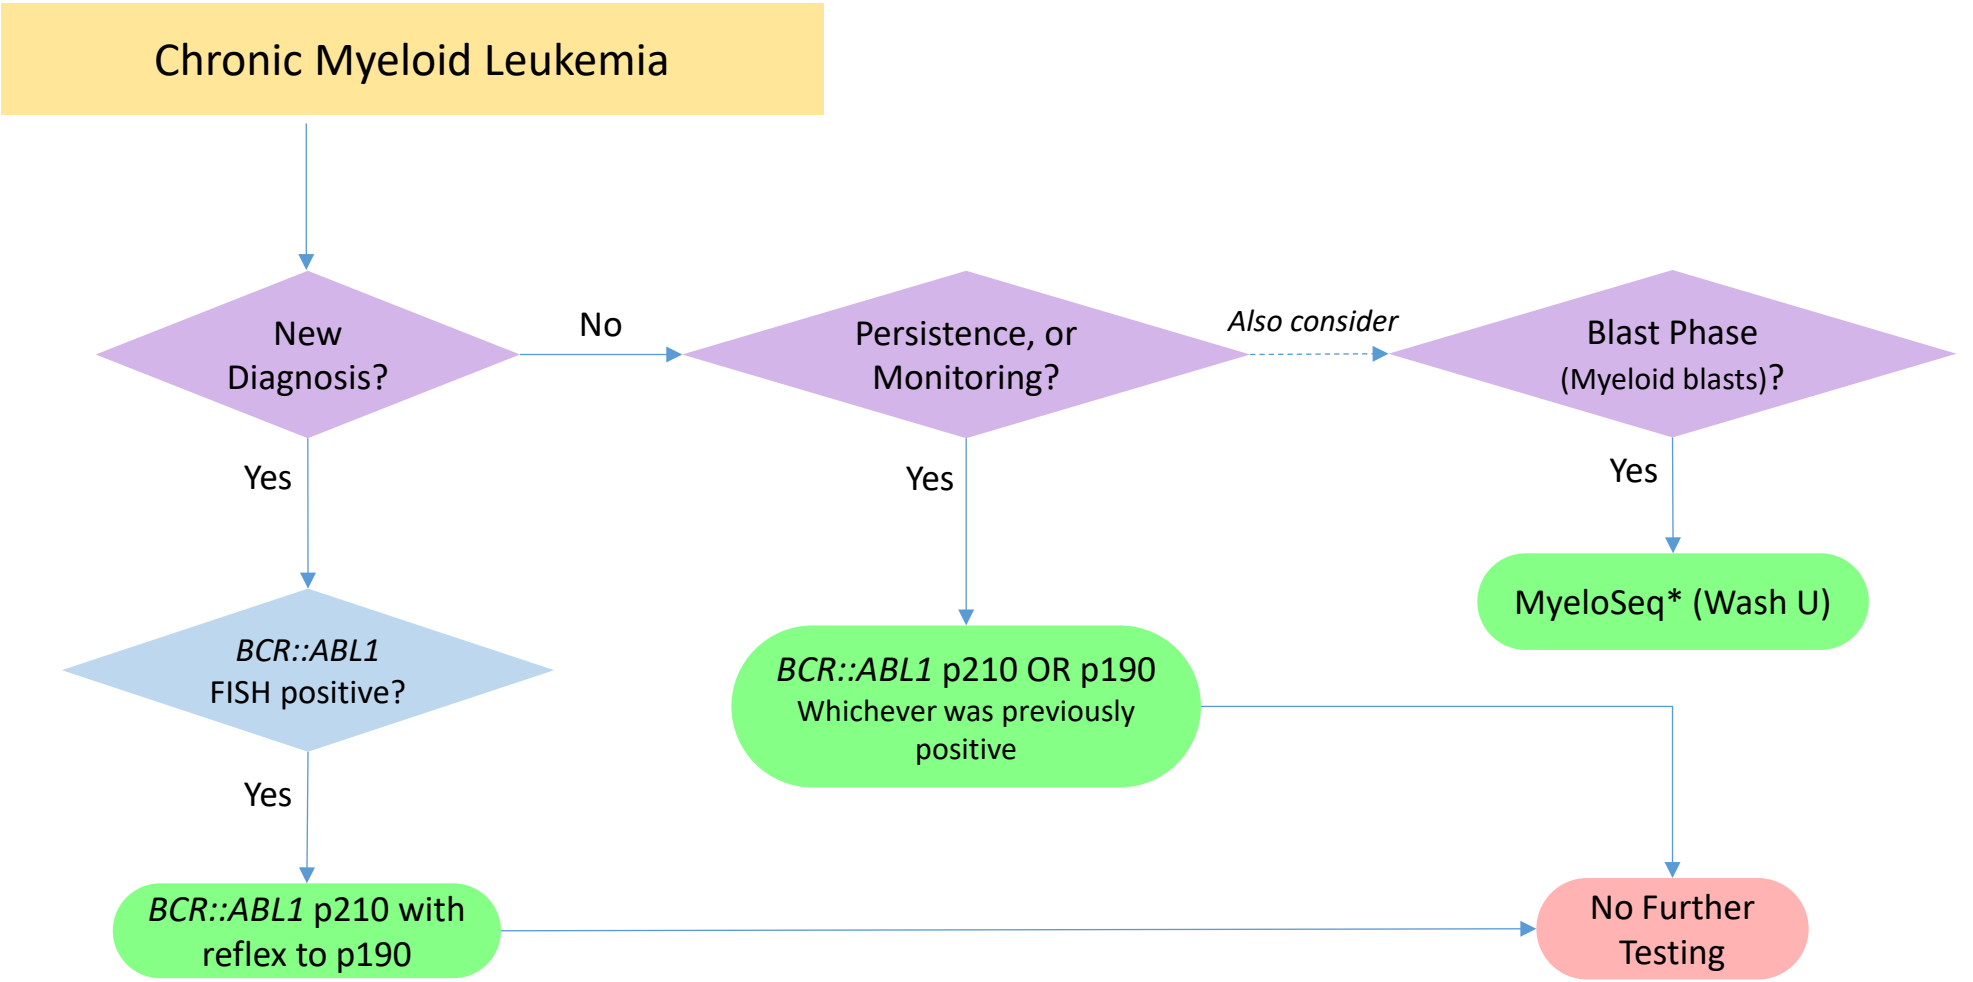 Chronic Myeloid Leukemia
New
Diagnosis?
No
Persistence, or
Monitoring?
Also consider
Blast Phase
(Myeloid blasts)?
Yes
Yes
Yes
MyeloSeq* (Wash U)
BCR::ABL1
FISH positive?
BCR::ABL1 p210 OR p190
Whichever was previously
positive
Yes
BCR::ABL1 p210 with
reflex to p190
No Further
Testing